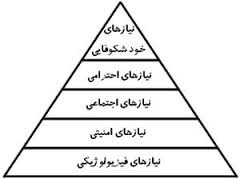 نیازهای
خود شکوفایی
نیازهای احترامی
نیازهای اجتماعی
نیازهای امنیتی
نیازهای فیزیولوژیکی